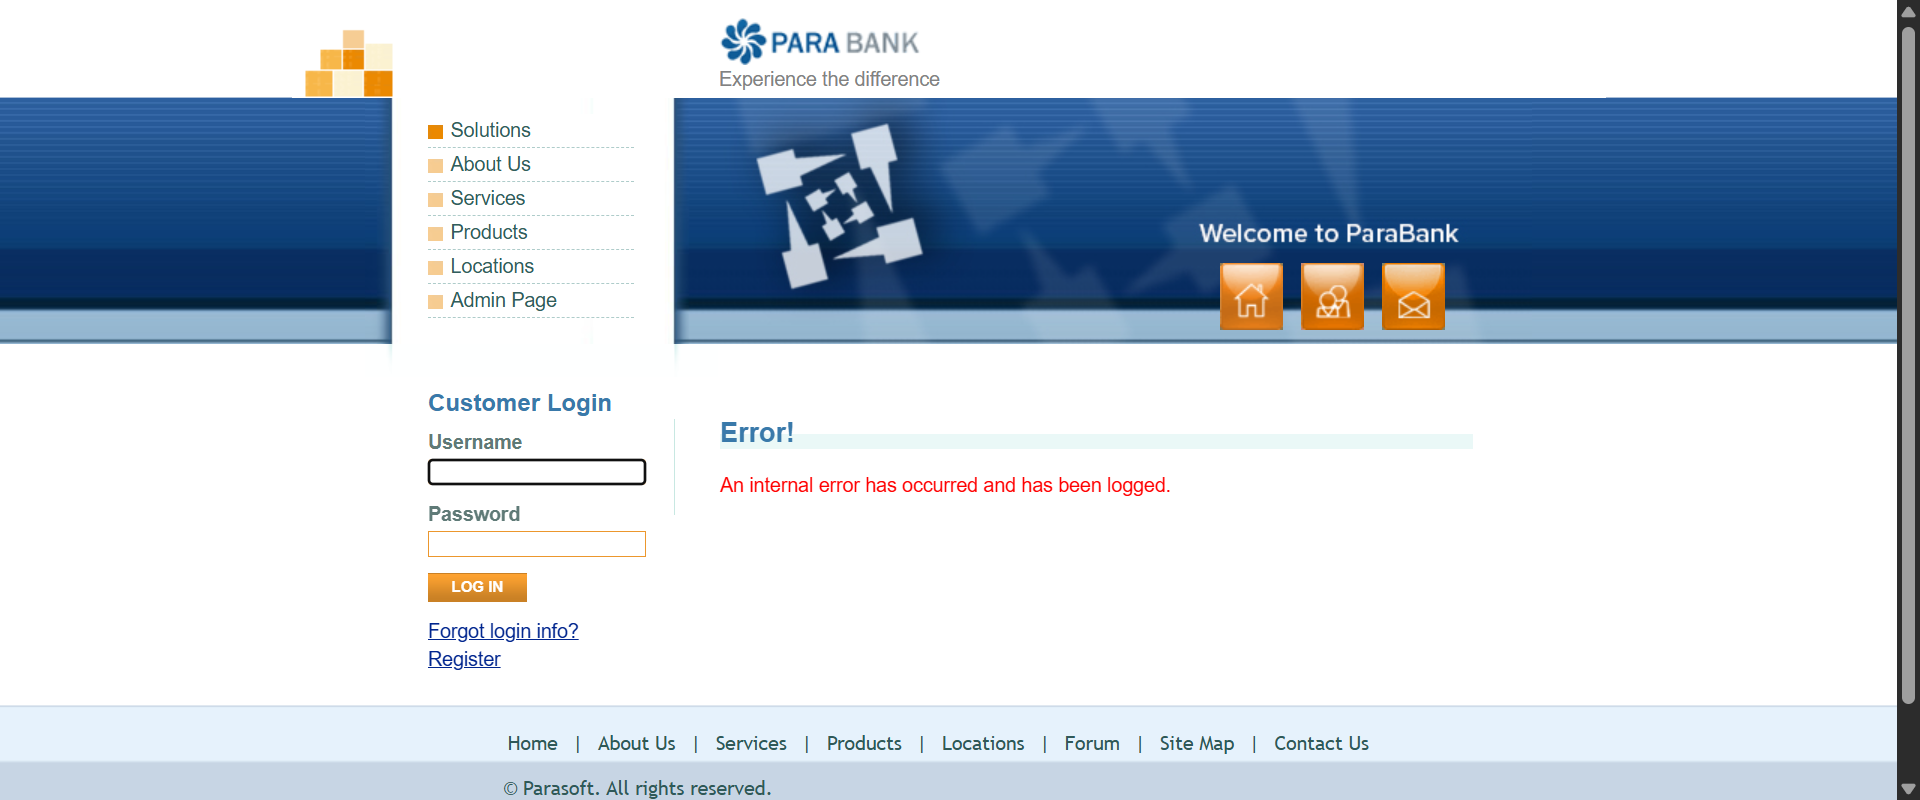 PARA BANK
Experience the difference
Solutions
About Us
Services
Products
Locations
Admin Page
Welcome to ParaBank
Customer Login
Username
Password
LOG IN
Forgot login info?
Register
Error!
An internal error has occurred and has been logged.
Home | About Us | Services | Products | Locations | Forum | Site Map | Contact Us
© Parasoft. All rights reserved.